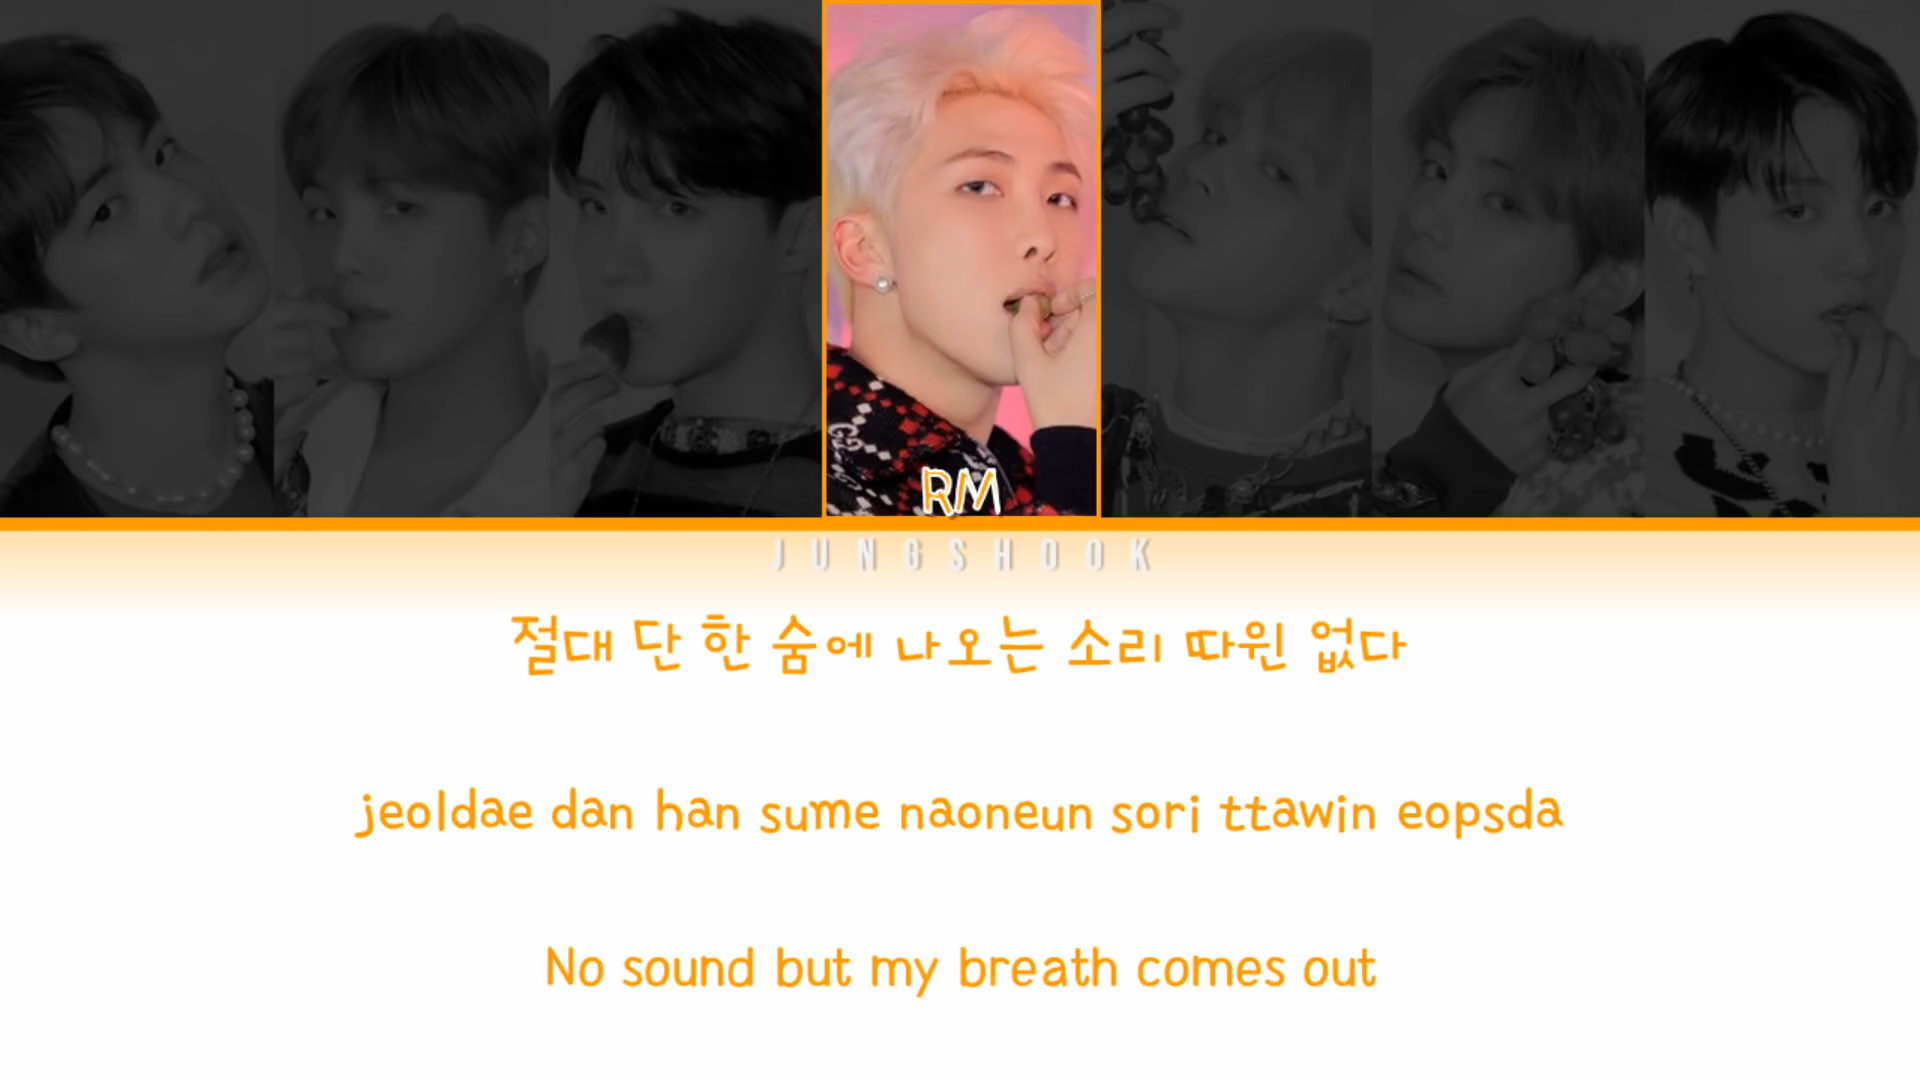 RM
JUNGSHOOK
절대 단 한 숨에 나오는 소리 따윈 없다
jeoldae dan han sume naoneun sori ttawin eopsda
No sound but my breath comes out